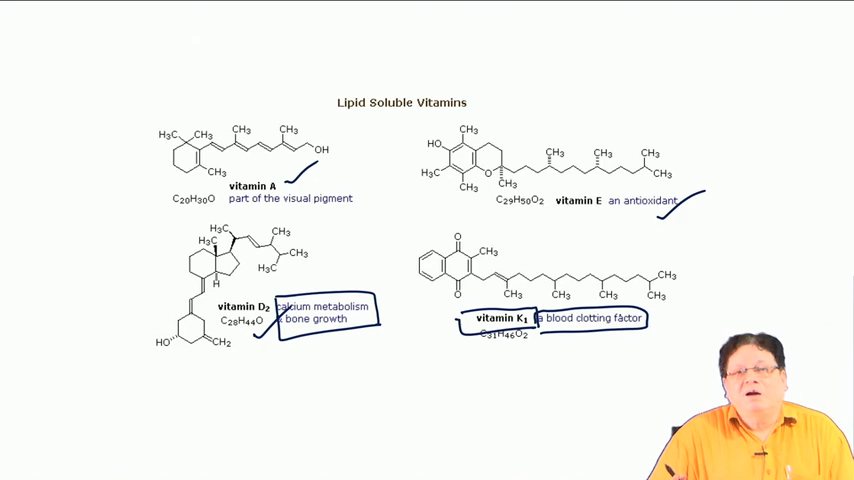 Lipid Soluble Vitamins
H₃C CH₃ CH₃ CH₃
OH
CH₃
vitamin A
C₂₀H₃₀O part of the visual pigment
CH₃
HO CH₃ CH₃ CH₃
H₃C O CH₃
CH₃ CH₃
C₂₉H₅₀O₂ vitamin E an antioxidant
H₃C CH₃
H₃C CH₃
H₃C
H
vitamin D₂ calcium metabolism
C₂₈H₄₄O & bone growth
HO CH₂
O
CH₃ CH₃
O CH₃ CH₃ CH₃ CH₃
vitamin K₁ a blood clotting factor
C₃₁H₄₆O₂